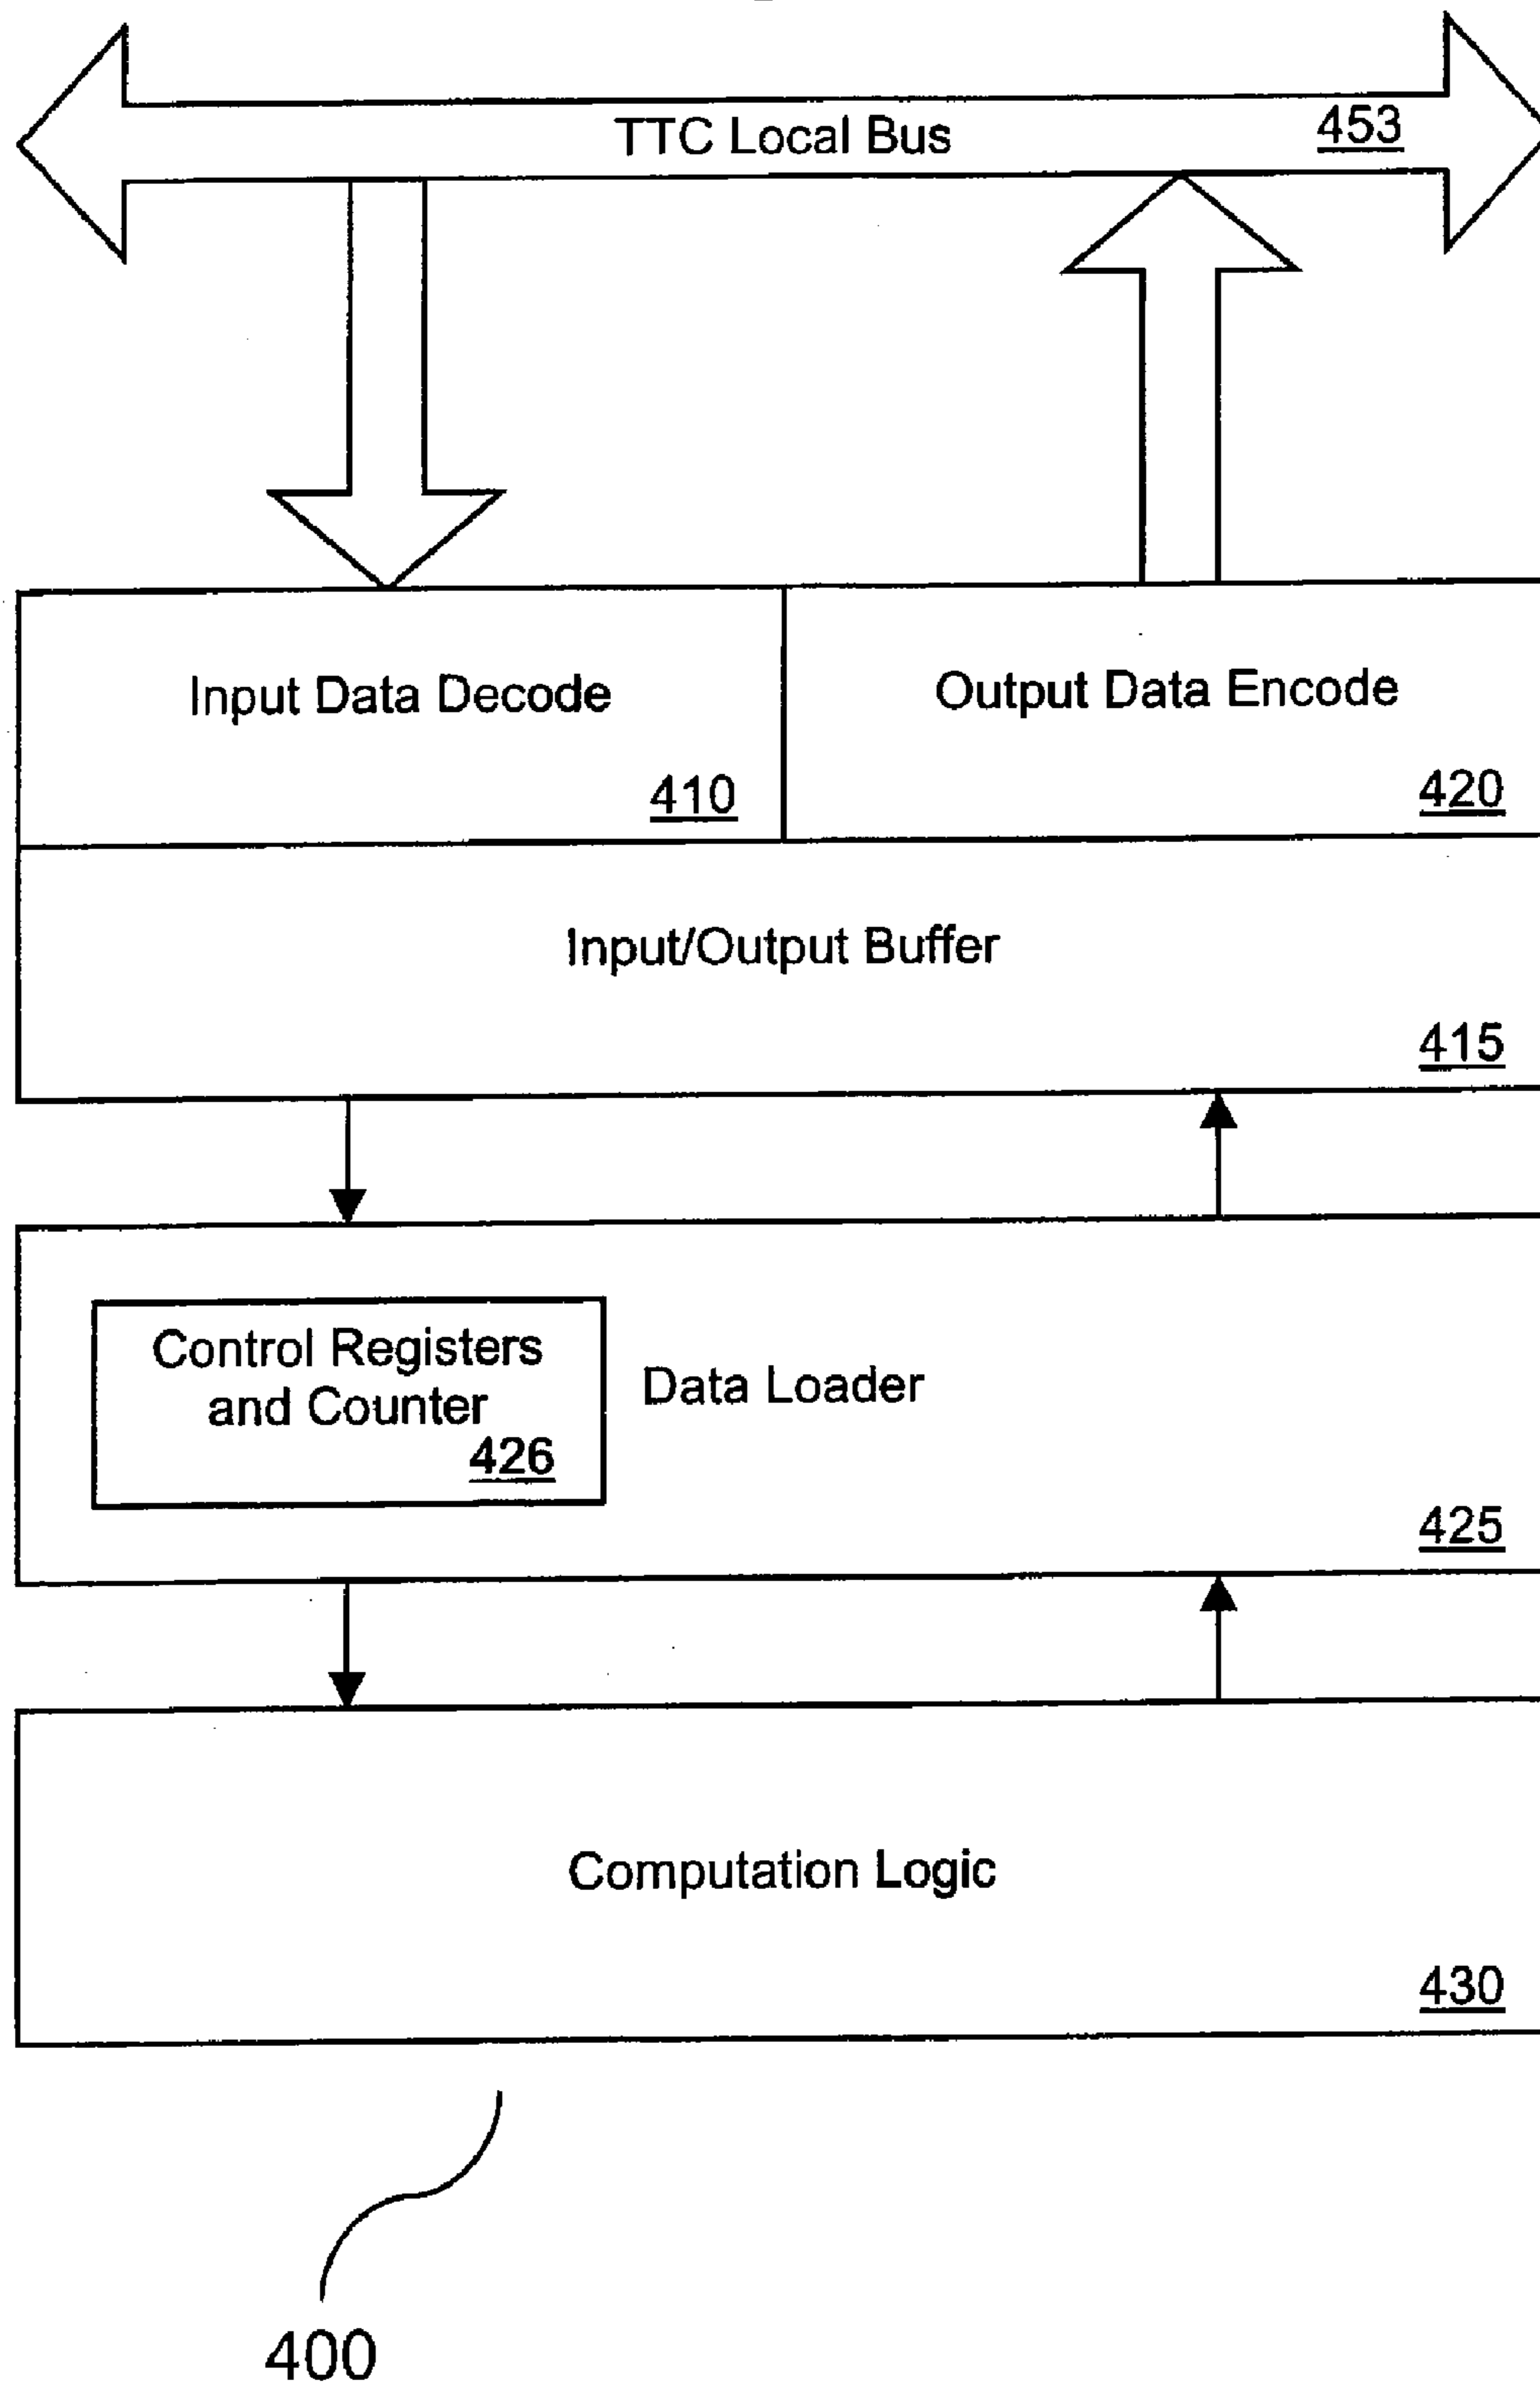 TTC Local Bus
453
Input Data Decode
410
Output Data Encode
420
Input/Output Buffer
415
Control Registers
and Counter
426
Data Loader
425
Computation Logic
430
400